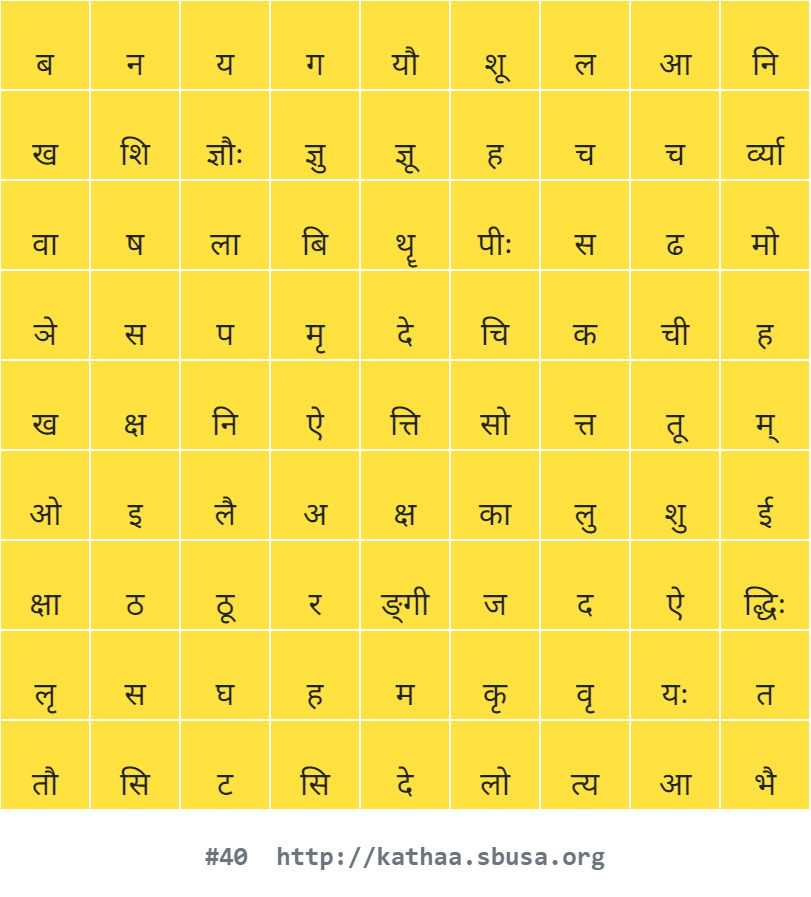 ब न य ग यौ शू ल आ नि
ख शि ज्ञौः ज्ञु ज्ञू ह च च र्व्या
वा ष ला बि थॄ पीः स ढ मो
ञे स प मृ दे चि क ची ह
ख क्ष नि ऐ त्ति सो त्त तू म्
ओ इ लै अ क्ष का लु शु ई
क्षा ठ ठू र ङ्गी ज द ऐ द्धिः
लृ स घ ह म कृ वृ यः त
तौ सि ट सि दे लो त्य आ भै
#40 http://kathaa.sbusa.org